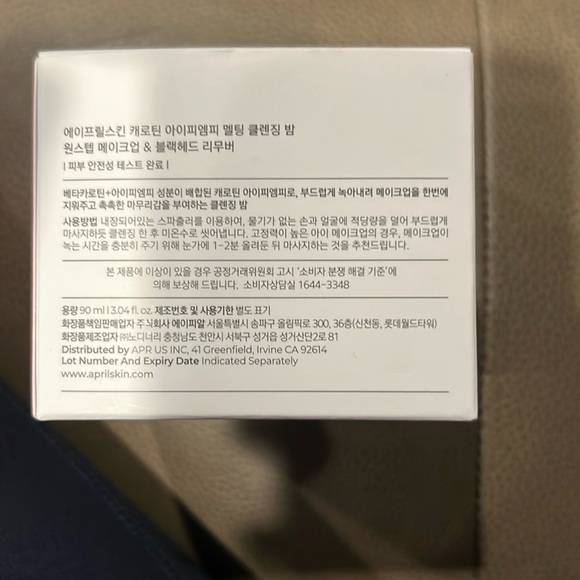 에이프릴스킨 캐로틴 아이피엠피 멜팅 클렌징 밤
원스텝 메이크업 & 블랙헤드 리무버
| 피부 안전성 테스트 완료 |
베타카로틴+아이피엠피 성분이 배합된 캐로틴 아이피엠피로, 부드럽게 녹아내려 메이크업을 한번에
지워주고 촉촉한 마무리감을 부여하는 클렌징 밤
사용방법 내장되어있는 스파츌러를 이용하여, 물기가 없는 손과 얼굴에 적당량을 덜어 부드럽게
마사지하듯 클렌징 한 후 미온수로 씻어냅니다. 고정력이 높은 아이 메이크업의 경우, 메이크업이
녹는 시간을 충분히 주기 위해 눈가에 1-2분 올려둔 뒤 마사지하는 것을 추천드립니다.
본 제품에 이상이 있을 경우 공정거래위원회 고시 '소비자 분쟁 해결 기준'에
의해 보상해 드립니다. 소비자상담실 1644-3348
용량 90 ml l 3.04 fl. oz. 제조번호 및 사용기한 별도 표기
화장품책임판매업자 주식회사 에이피알 서울특별시 송파구 올림픽로 300, 36층(신천동, 롯데월드타워)
화장품제조업자 ㈜노디너리 충청남도 천안시 서북구 성거읍 성거산단2로 81
Distributed by APR US INC, 41 Greenfield, Irvine CA 92614
Lot Number And Expiry Date Indicated Separately
www.aprilskin.com